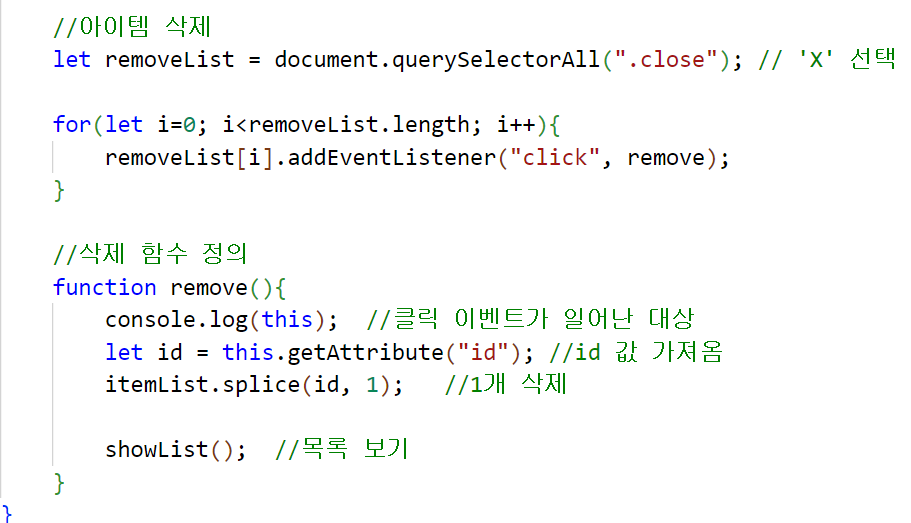 //아이템 삭제
let removeList = document.querySelectorAll(".close"); // 'X' 선택
for(let i=0; i<removeList.length; i++){
removeList[i].addEventListener("click", remove);
}
//삭제 함수 정의
function remove(){
console.log(this);  //클릭 이벤트가 일어난 대상
let id = this.getAttribute("id"); //id 값 가져옴
itemList.splice(id, 1);   //1개 삭제
showList();  //목록 보기
}
}